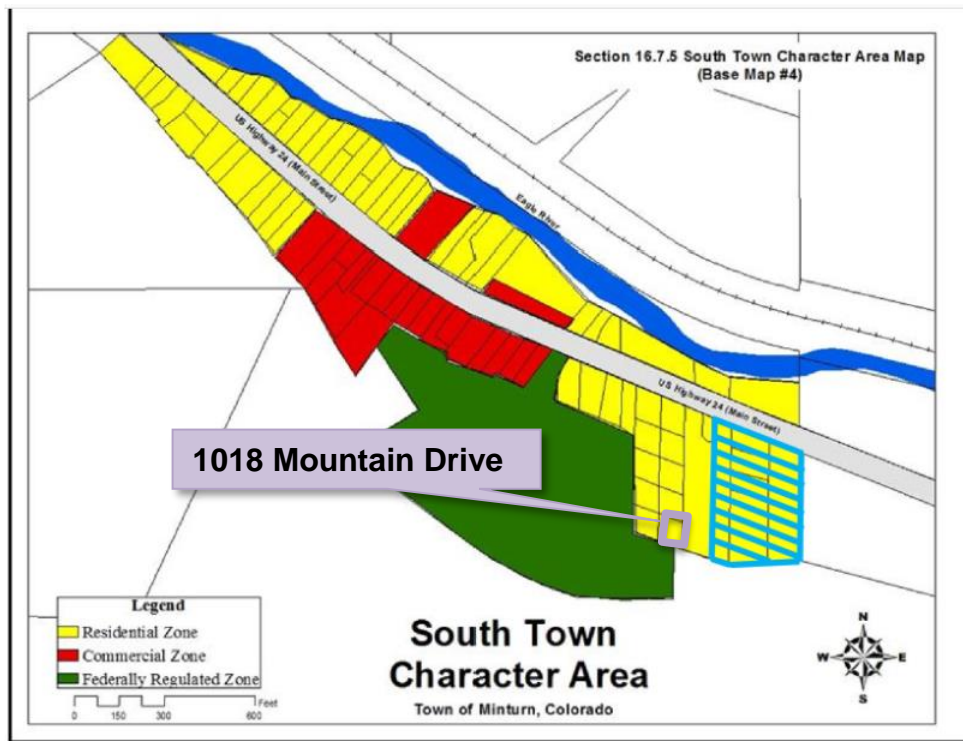 Section 16.7.5 South Town Character Area Map
(Base Map #4)
US Highway 24 (Main Street)
Eagle River
US Highway 24 (Main Street)
1018 Mountain Drive
Legend
Residential Zone
Commercial Zone
Federally Regulated Zone
Feet
0 150 300 600
South Town
Character Area
Town of Minturn, Colorado
N
W E
S